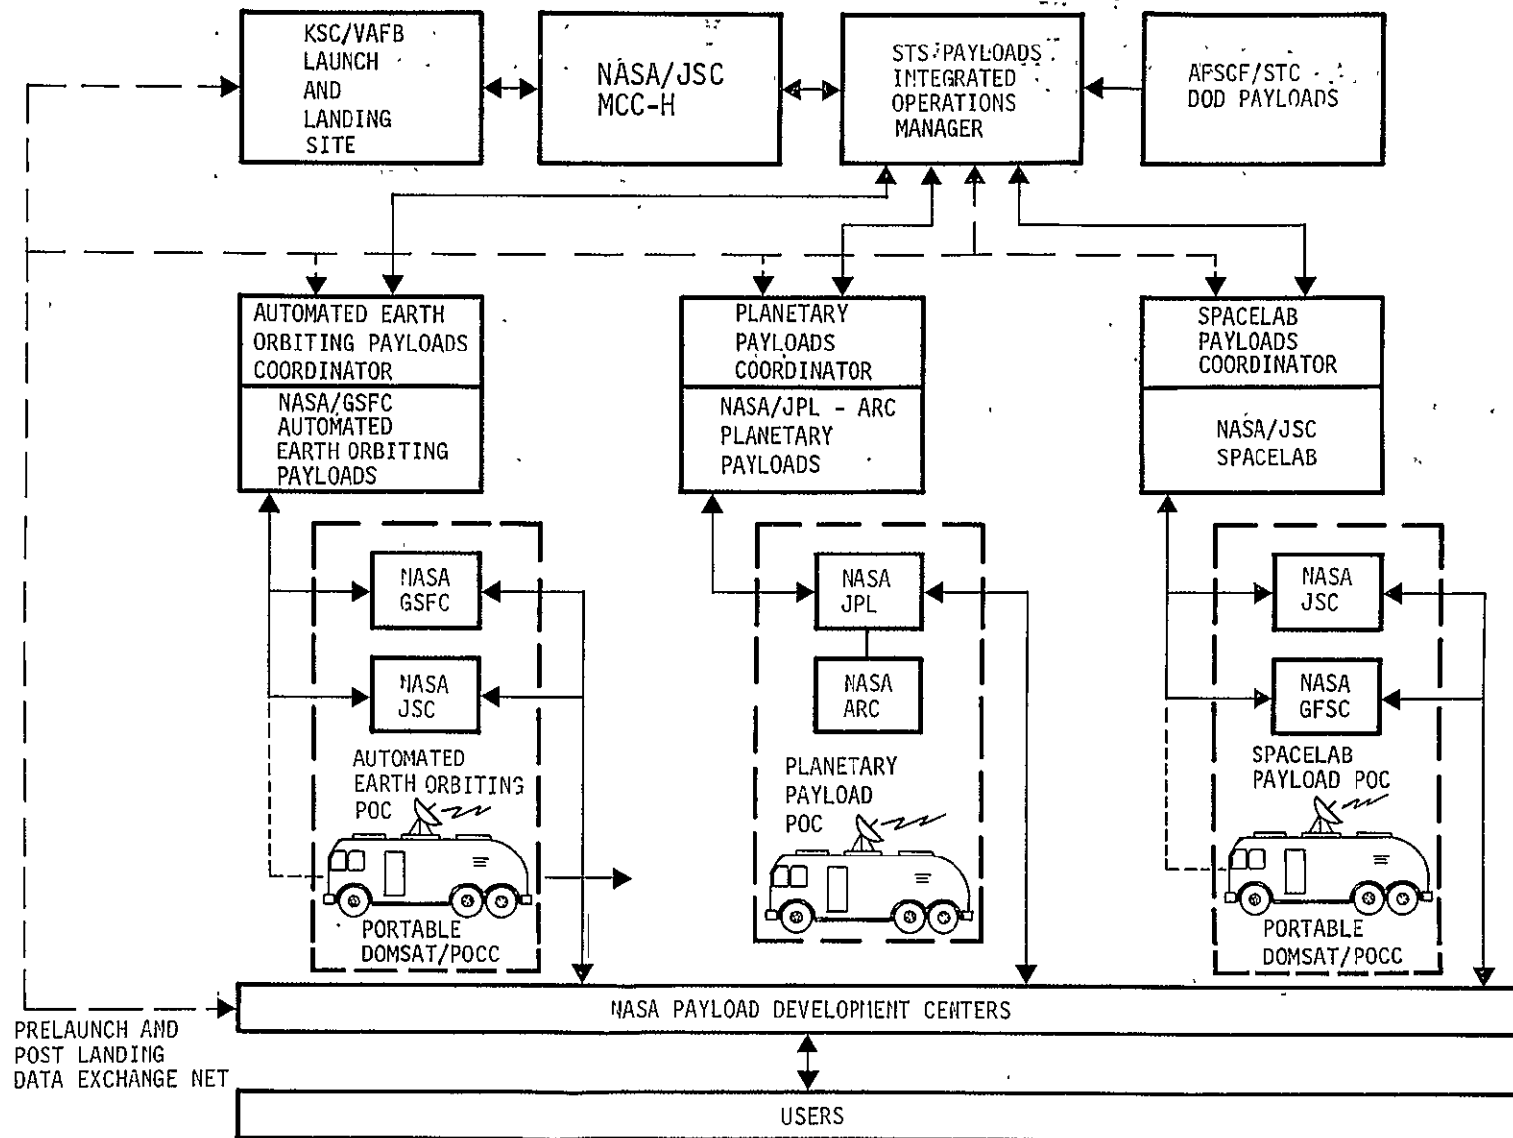 KSC/VAFB
LAUNCH
AND
LANDING
SITE
NASA/JSC
MCC-H
STS PAYLOADS
INTEGRATED
OPERATIONS
MANAGER
AFSCF/STC
DOD PAYLOADS
AUTOMATED EARTH
ORBITING PAYLOADS
COORDINATOR
NASA/GSFC
AUTOMATED
EARTH ORBITING
PAYLOADS
PLANETARY
PAYLOADS
COORDINATOR
NASA/JPL - ARC
PLANETARY
PAYLOADS
SPACELAB
PAYLOADS
COORDINATOR
NASA/JSC
SPACELAB
NASA
GSFC
NASA
JSC
AUTOMATED
EARTH ORBITING
POC
PORTABLE
DOMSAT/POCC
NASA
JPL
NASA
ARC
PLANETARY
PAYLOAD
POC
NASA
JSC
NASA
GFSC
SPACELAB
PAYLOAD POC
PORTABLE
DOMSAT/POCC
NASA PAYLOAD DEVELOPMENT CENTERS
PRELAUNCH AND
POST LANDING
DATA EXCHANGE NET
USERS